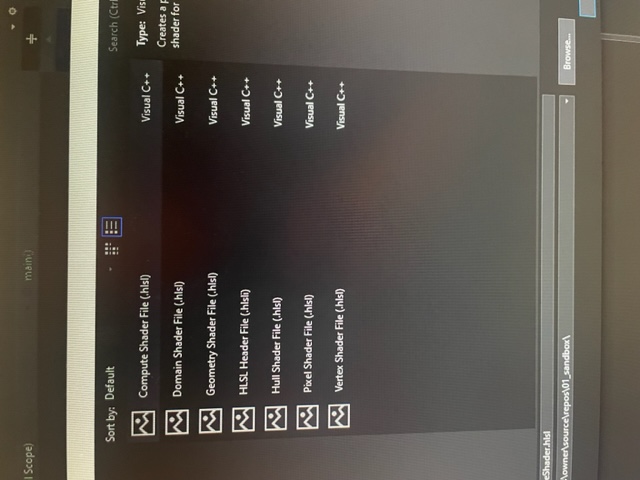 l Scope)
main()
Sort by: Default
Search (Ctrl
Compute Shader File (.hlsl) Visual C++
Type: Vis
Domain Shader File (.hlsl) Visual C++
Creates a p
shader for
Geometry Shader File (.hlsl) Visual C++
HLSL Header File (.hlsli) Visual C++
Hull Shader File (.hlsl) Visual C++
Pixel Shader File (.hlsl) Visual C++
Vertex Shader File (.hlsl) Visual C++
eShader.hlsl
\owner\source\repos\01_sandbox\
Browse...